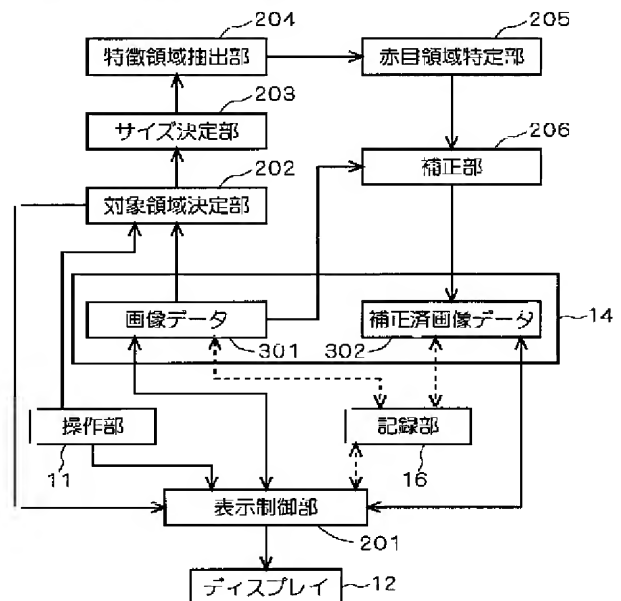 204
特徴領域抽出部
205
赤目領域特定部
203
サイズ決定部
206
補正部
202
対象領域決定部
画像データ
301
補正済画像データ
302
14
操作部
11
記録部
16
表示制御部
201
ディスプレイ
12